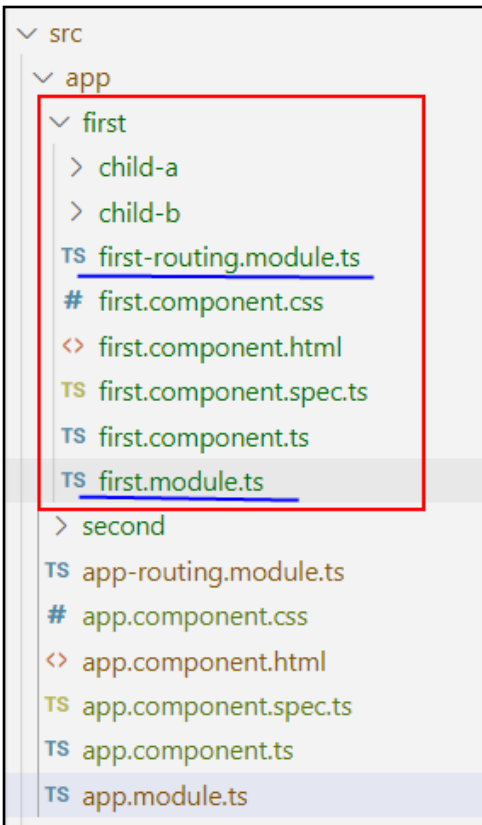 src
app
first
child-a
child-b
TS first-routing.module.ts
# first.component.css
<> first.component.html
TS first.component.spec.ts
TS first.component.ts
TS first.module.ts
second
TS app-routing.module.ts
# app.component.css
<> app.component.html
TS app.component.spec.ts
TS app.component.ts
TS app.module.ts